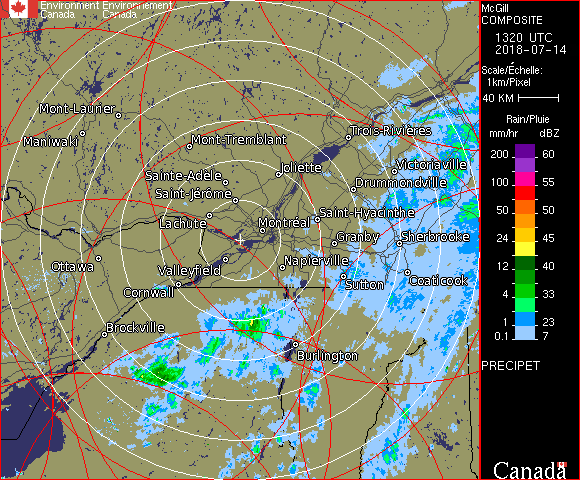 Environment Environnement
Canada Canada
McGill
COMPOSITE
1320 UTC
2018-07-14
Scale/Échelle:
1km/Pixel
40 KM
Rain/Pluie
mm/hr dBZ
200 60
100 55
50 50
24 45
12 40
4 33
1 23
0.1 7
PRECIPET
Mont-Laurier
Maniwaki
Mont-Tremblant
Trois-Rivières
Sainte-Adèle
Joliette
Victoriaville
Saint-Jérôme
Drummondville
Lachute
Saint-Hyacinthe
Montréal
Granby
Sherbrooke
Ottawa
Valleyfield
Napierville
Cornwall
Sutton
Coaticook
Brockville
Burlington
Canada